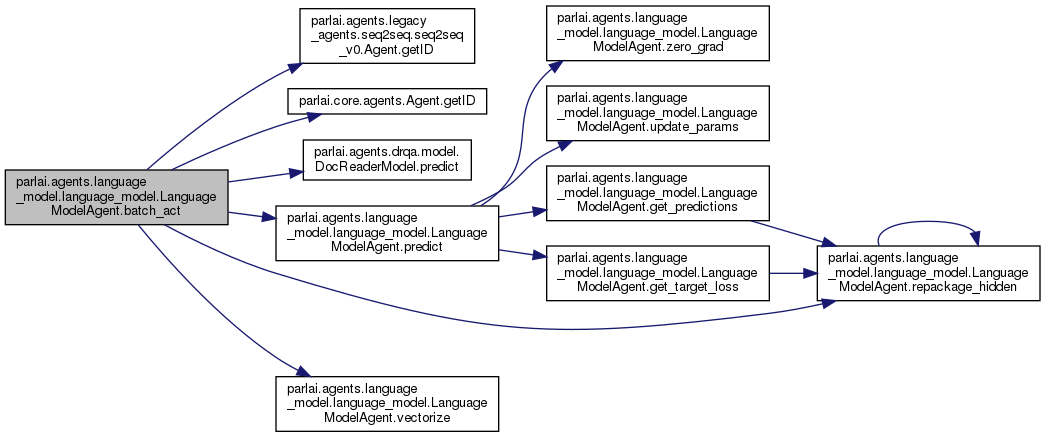 parlai.agents.language
_model.language_model.Language
ModelAgent.batch_act
parlai.agents.legacy
_agents.seq2seq.seq2seq
_v0.Agent.getID
parlai.core.agents.Agent.getID
parlai.agents.drqa.model.
DocReaderModel.predict
parlai.agents.language
_model.language_model.Language
ModelAgent.predict
parlai.agents.language
_model.language_model.Language
ModelAgent.vectorize
parlai.agents.language
_model.language_model.Language
ModelAgent.zero_grad
parlai.agents.language
_model.language_model.Language
ModelAgent.update_params
parlai.agents.language
_model.language_model.Language
ModelAgent.get_predictions
parlai.agents.language
_model.language_model.Language
ModelAgent.get_target_loss
parlai.agents.language
_model.language_model.Language
ModelAgent.repackage_hidden